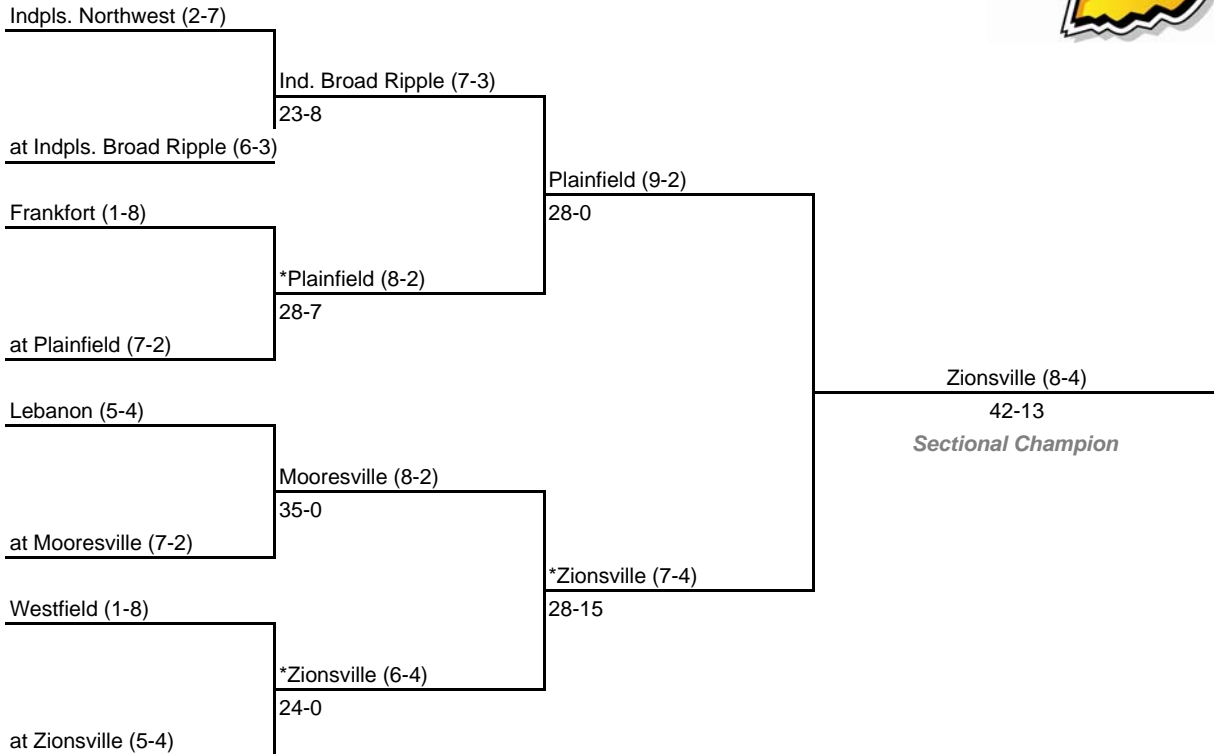 Indpls. Northwest (2-7)
Ind. Broad Ripple (7-3)
23-8
at Indpls. Broad Ripple (6-3)
Plainfield (9-2)
28-0
Frankfort (1-8)
*Plainfield (8-2)
28-7
at Plainfield (7-2)
Zionsville (8-4)
42-13
Sectional Champion
Lebanon (5-4)
Mooresville (8-2)
35-0
at Mooresville (7-2)
*Zionsville (7-4)
28-15
Westfield (1-8)
*Zionsville (6-4)
24-0
at Zionsville (5-4)